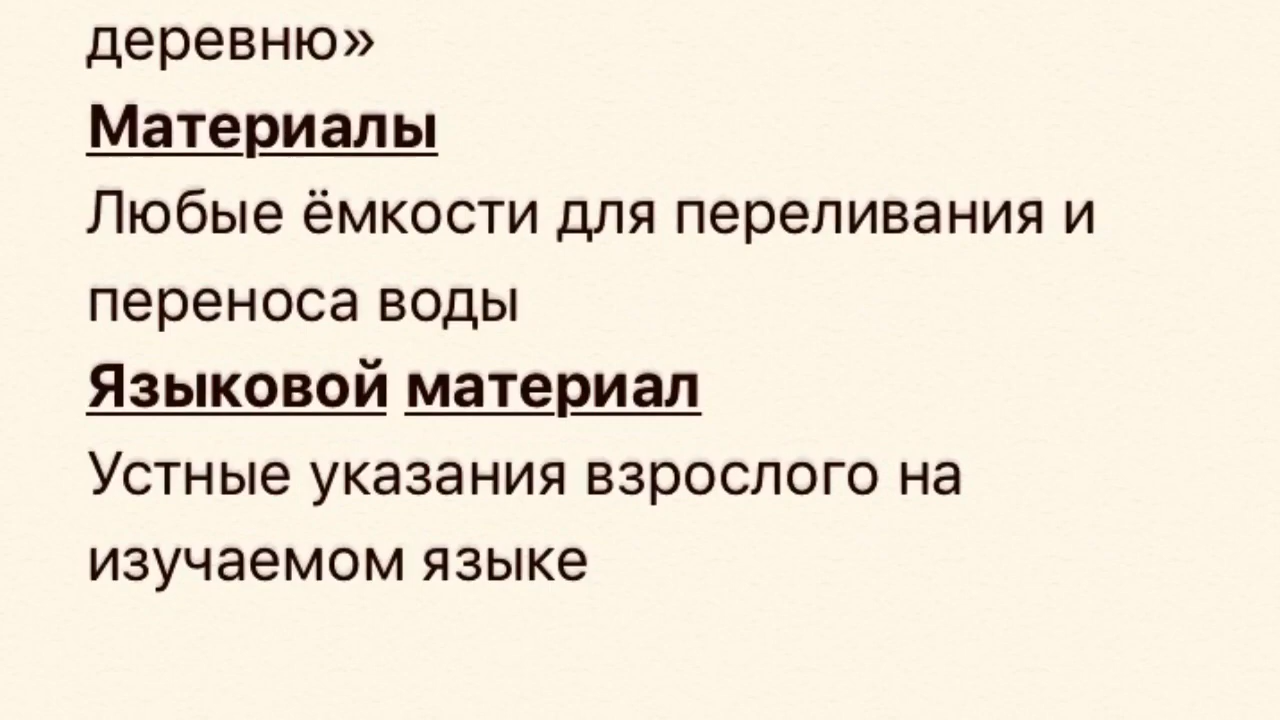 деревню»
Материалы
Любые ёмкости для переливания и
переноса воды
Языковой материал
Устные указания взрослого на
изучаемом языке